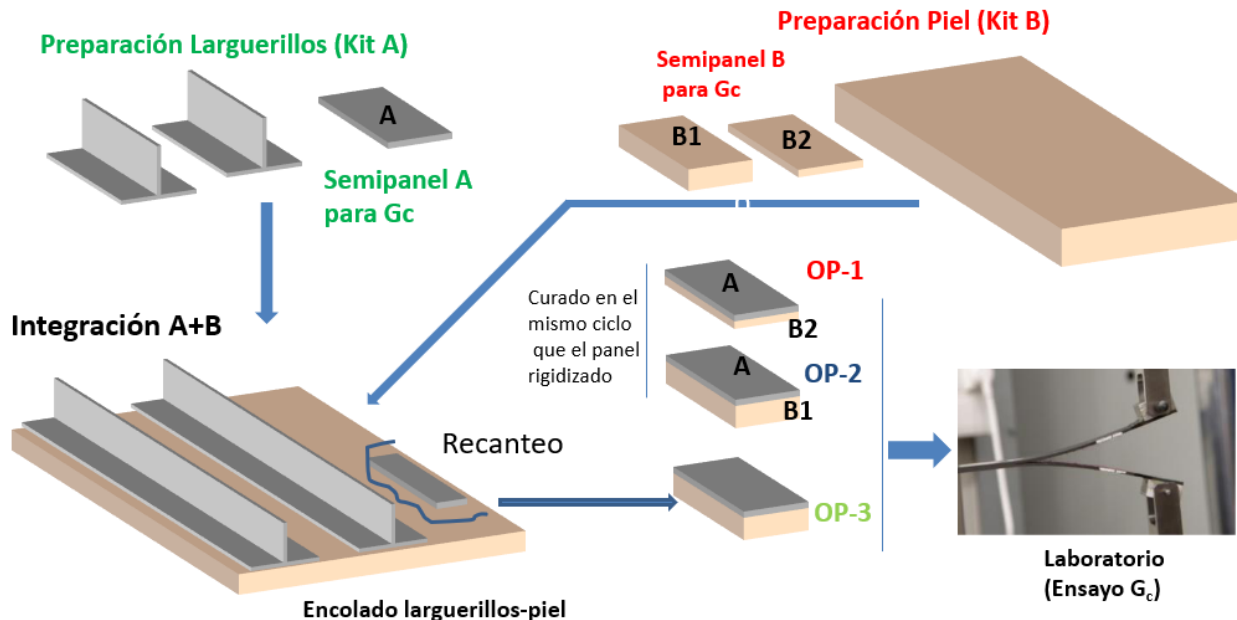 Preparación Larguerillos (Kit A)
A
Semipanel A
para Gc
Preparación Piel (Kit B)
Semipanel B
para Gc
B1
B2
Integración A+B
Curado en el
mismo ciclo
que el panel
rigidizado
A
OP-1
B2
A
OP-2
B1
Recanteo
OP-3
Encolado larguerillos-piel
Laboratorio
(Ensayo Gc)